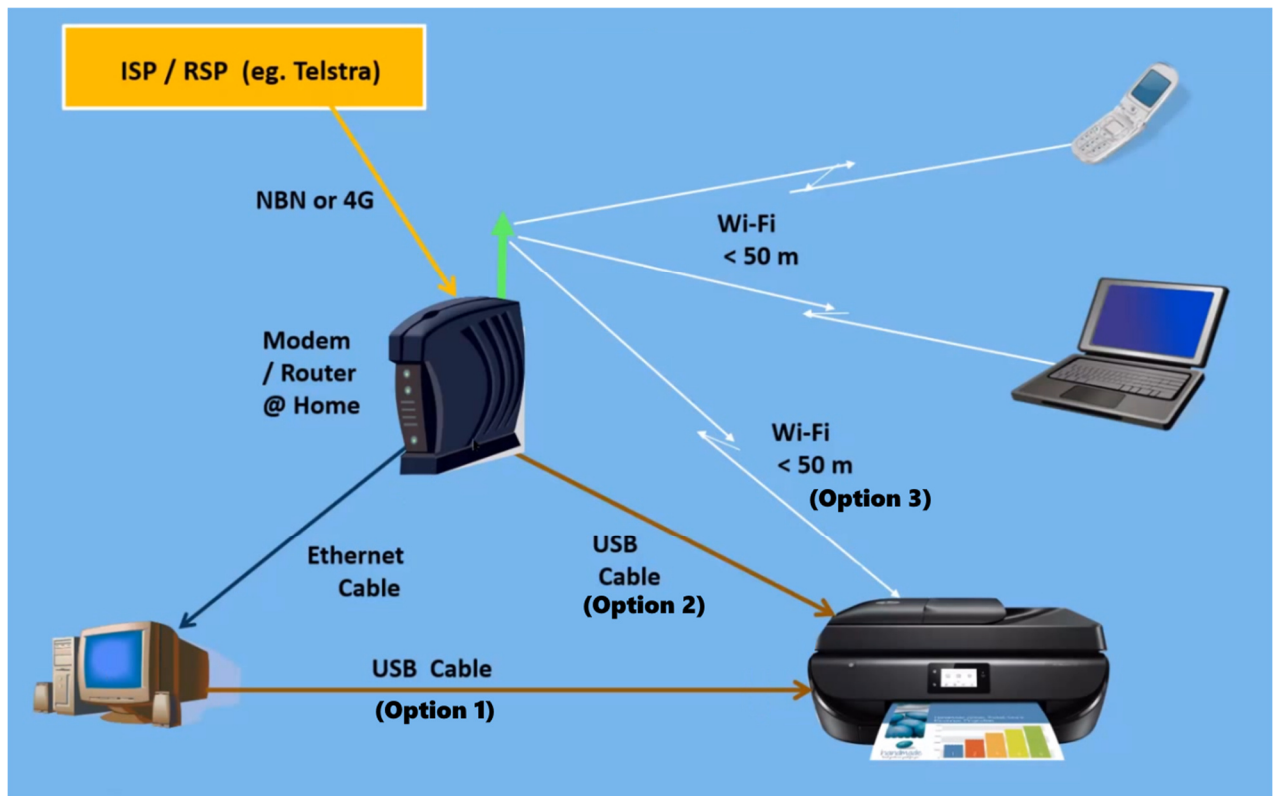 ISP / RSP (eg. Telstra)
NBN or 4G
Wi-Fi
< 50 m
Modem
/ Router
@ Home
Wi-Fi
< 50 m
(Option 3)
Ethernet
Cable
USB
Cable
(Option 2)
USB Cable
(Option 1)